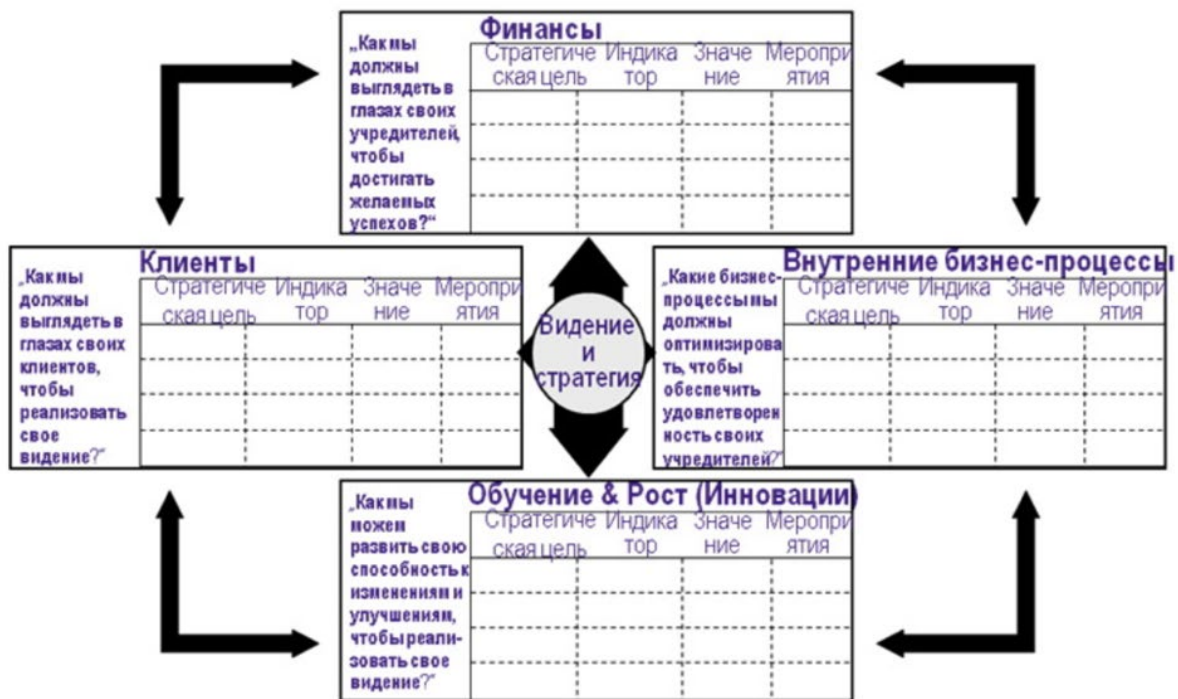 Финансы
„Как мы
должны
выглядеть в
глазах своих
учредителей,
чтобы
достигать
желаемых
успехов?“
Стратегиче Индика Значе Меропри
ская цель тор ние ятия
Клиенты
„Как мы
должны
выглядеть в
глазах своих
клиентов,
чтобы
реализовать
свое
видение?“
Стратегиче Индика Значе Меропри
ская цель тор ние ятия
Видение
и
стратегия
Внутренние бизнес-процессы
„Какие бизнес-
процессы мы
должны
оптимизирова
ть, чтобы
обеспечить
удовлетворен
ность своих
учредителей?“
Стратегиче Индика Значе Меропри
ская цель тор ние ятия
Обучение & Рост (Инновации)
„Как мы
можем
развить свою
способность к
изменениям и
улучшениям,
чтобы реали-
зовать свое
видение?“
Стратегиче Индика Значе Меропри
ская цель тор ние ятия